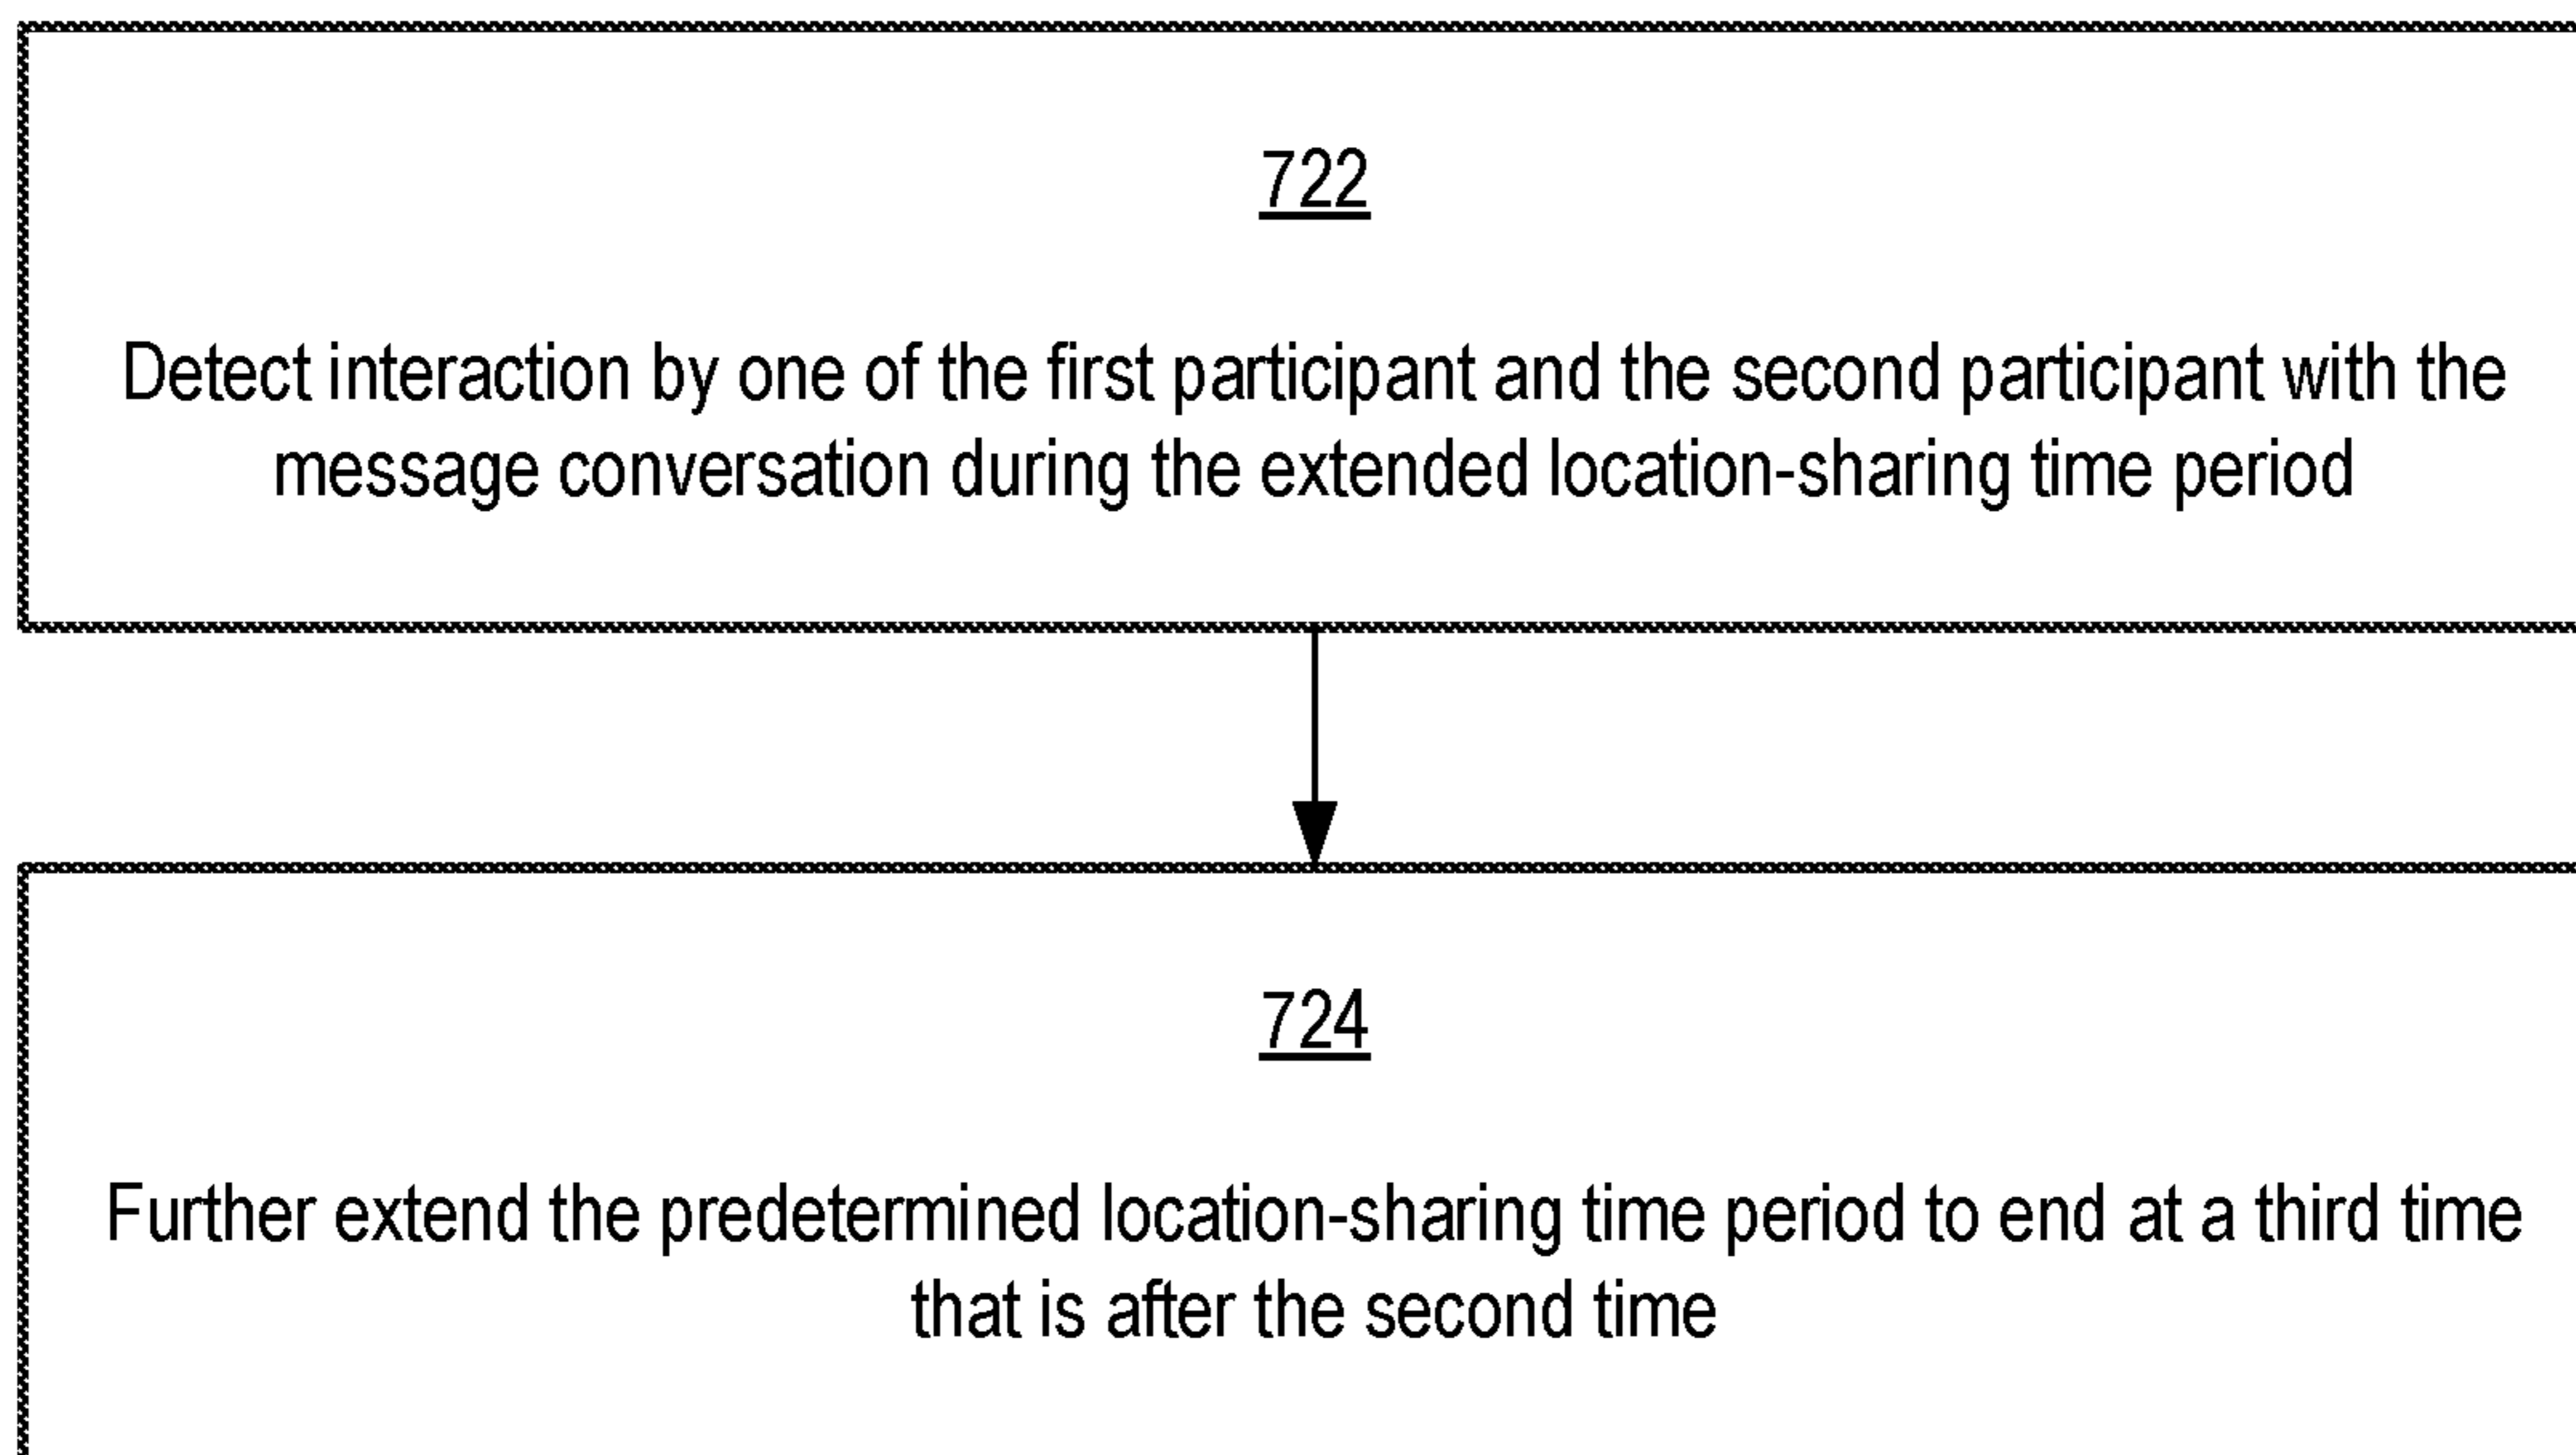 722
Detect interaction by one of the first participant and the second participant with the
message conversation during the extended location-sharing time period
724
Further extend the predetermined location-sharing time period to end at a third time
that is after the second time